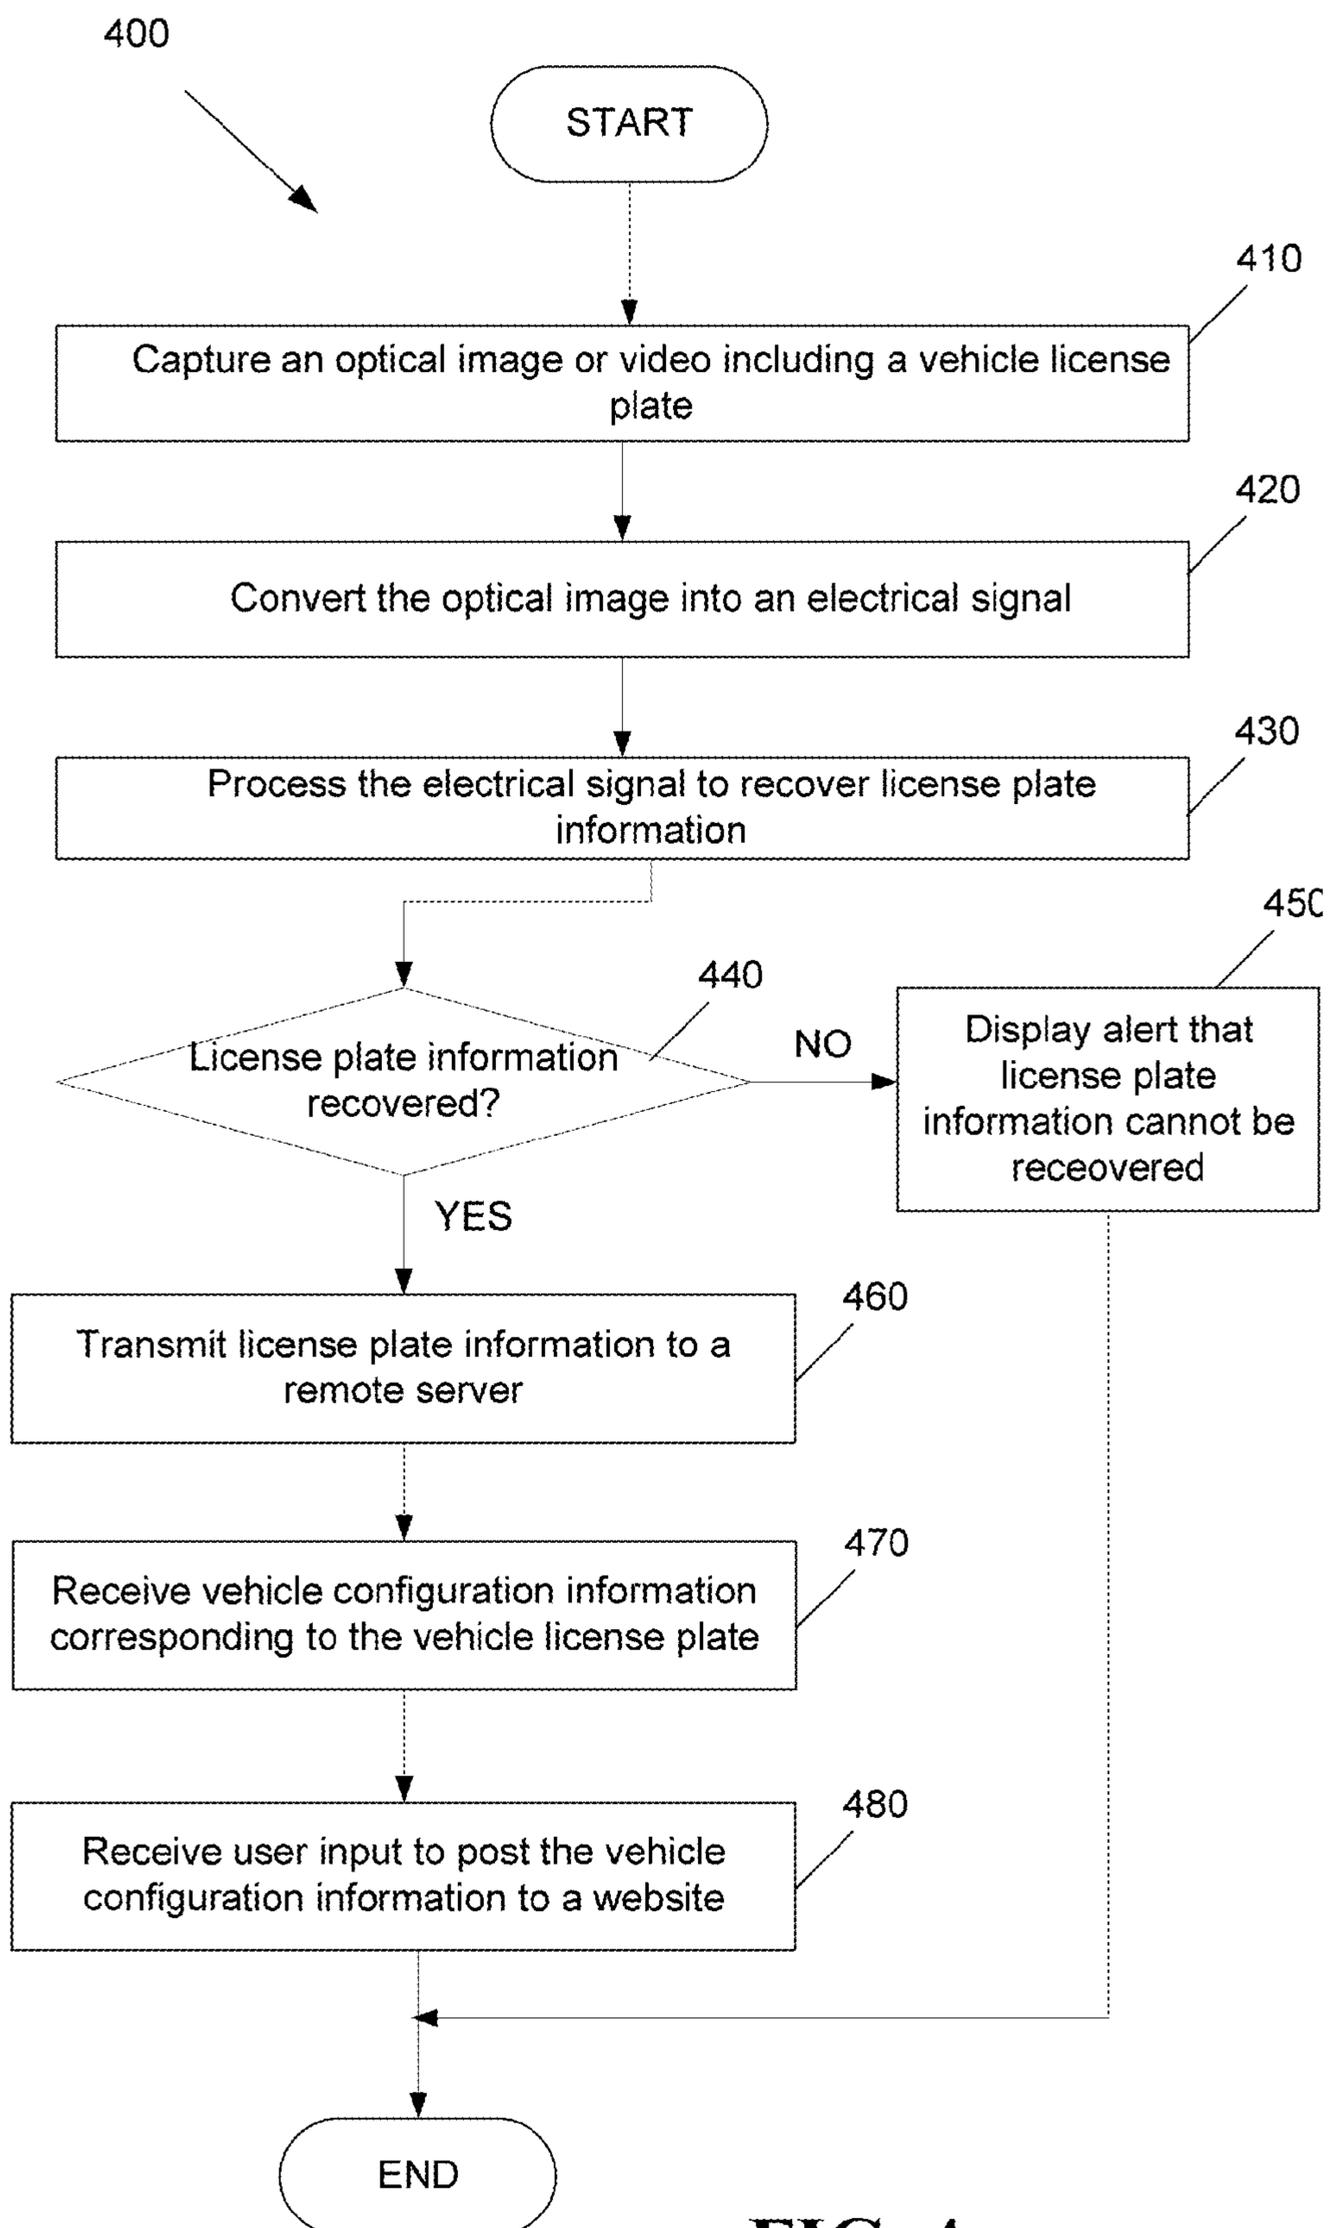 400
START
410
Capture an optical image or video including a vehicle license
plate
420
Convert the optical image into an electrical signal
430
Process the electrical signal to recover license plate
information
440
License plate information
recovered?
NO
450
Display alert that
license plate
information cannot be
receovered
YES
460
Transmit license plate information to a
remote server
470
Receive vehicle configuration information
corresponding to the vehicle license plate
480
Receive user input to post the vehicle
configuration information to a website
END